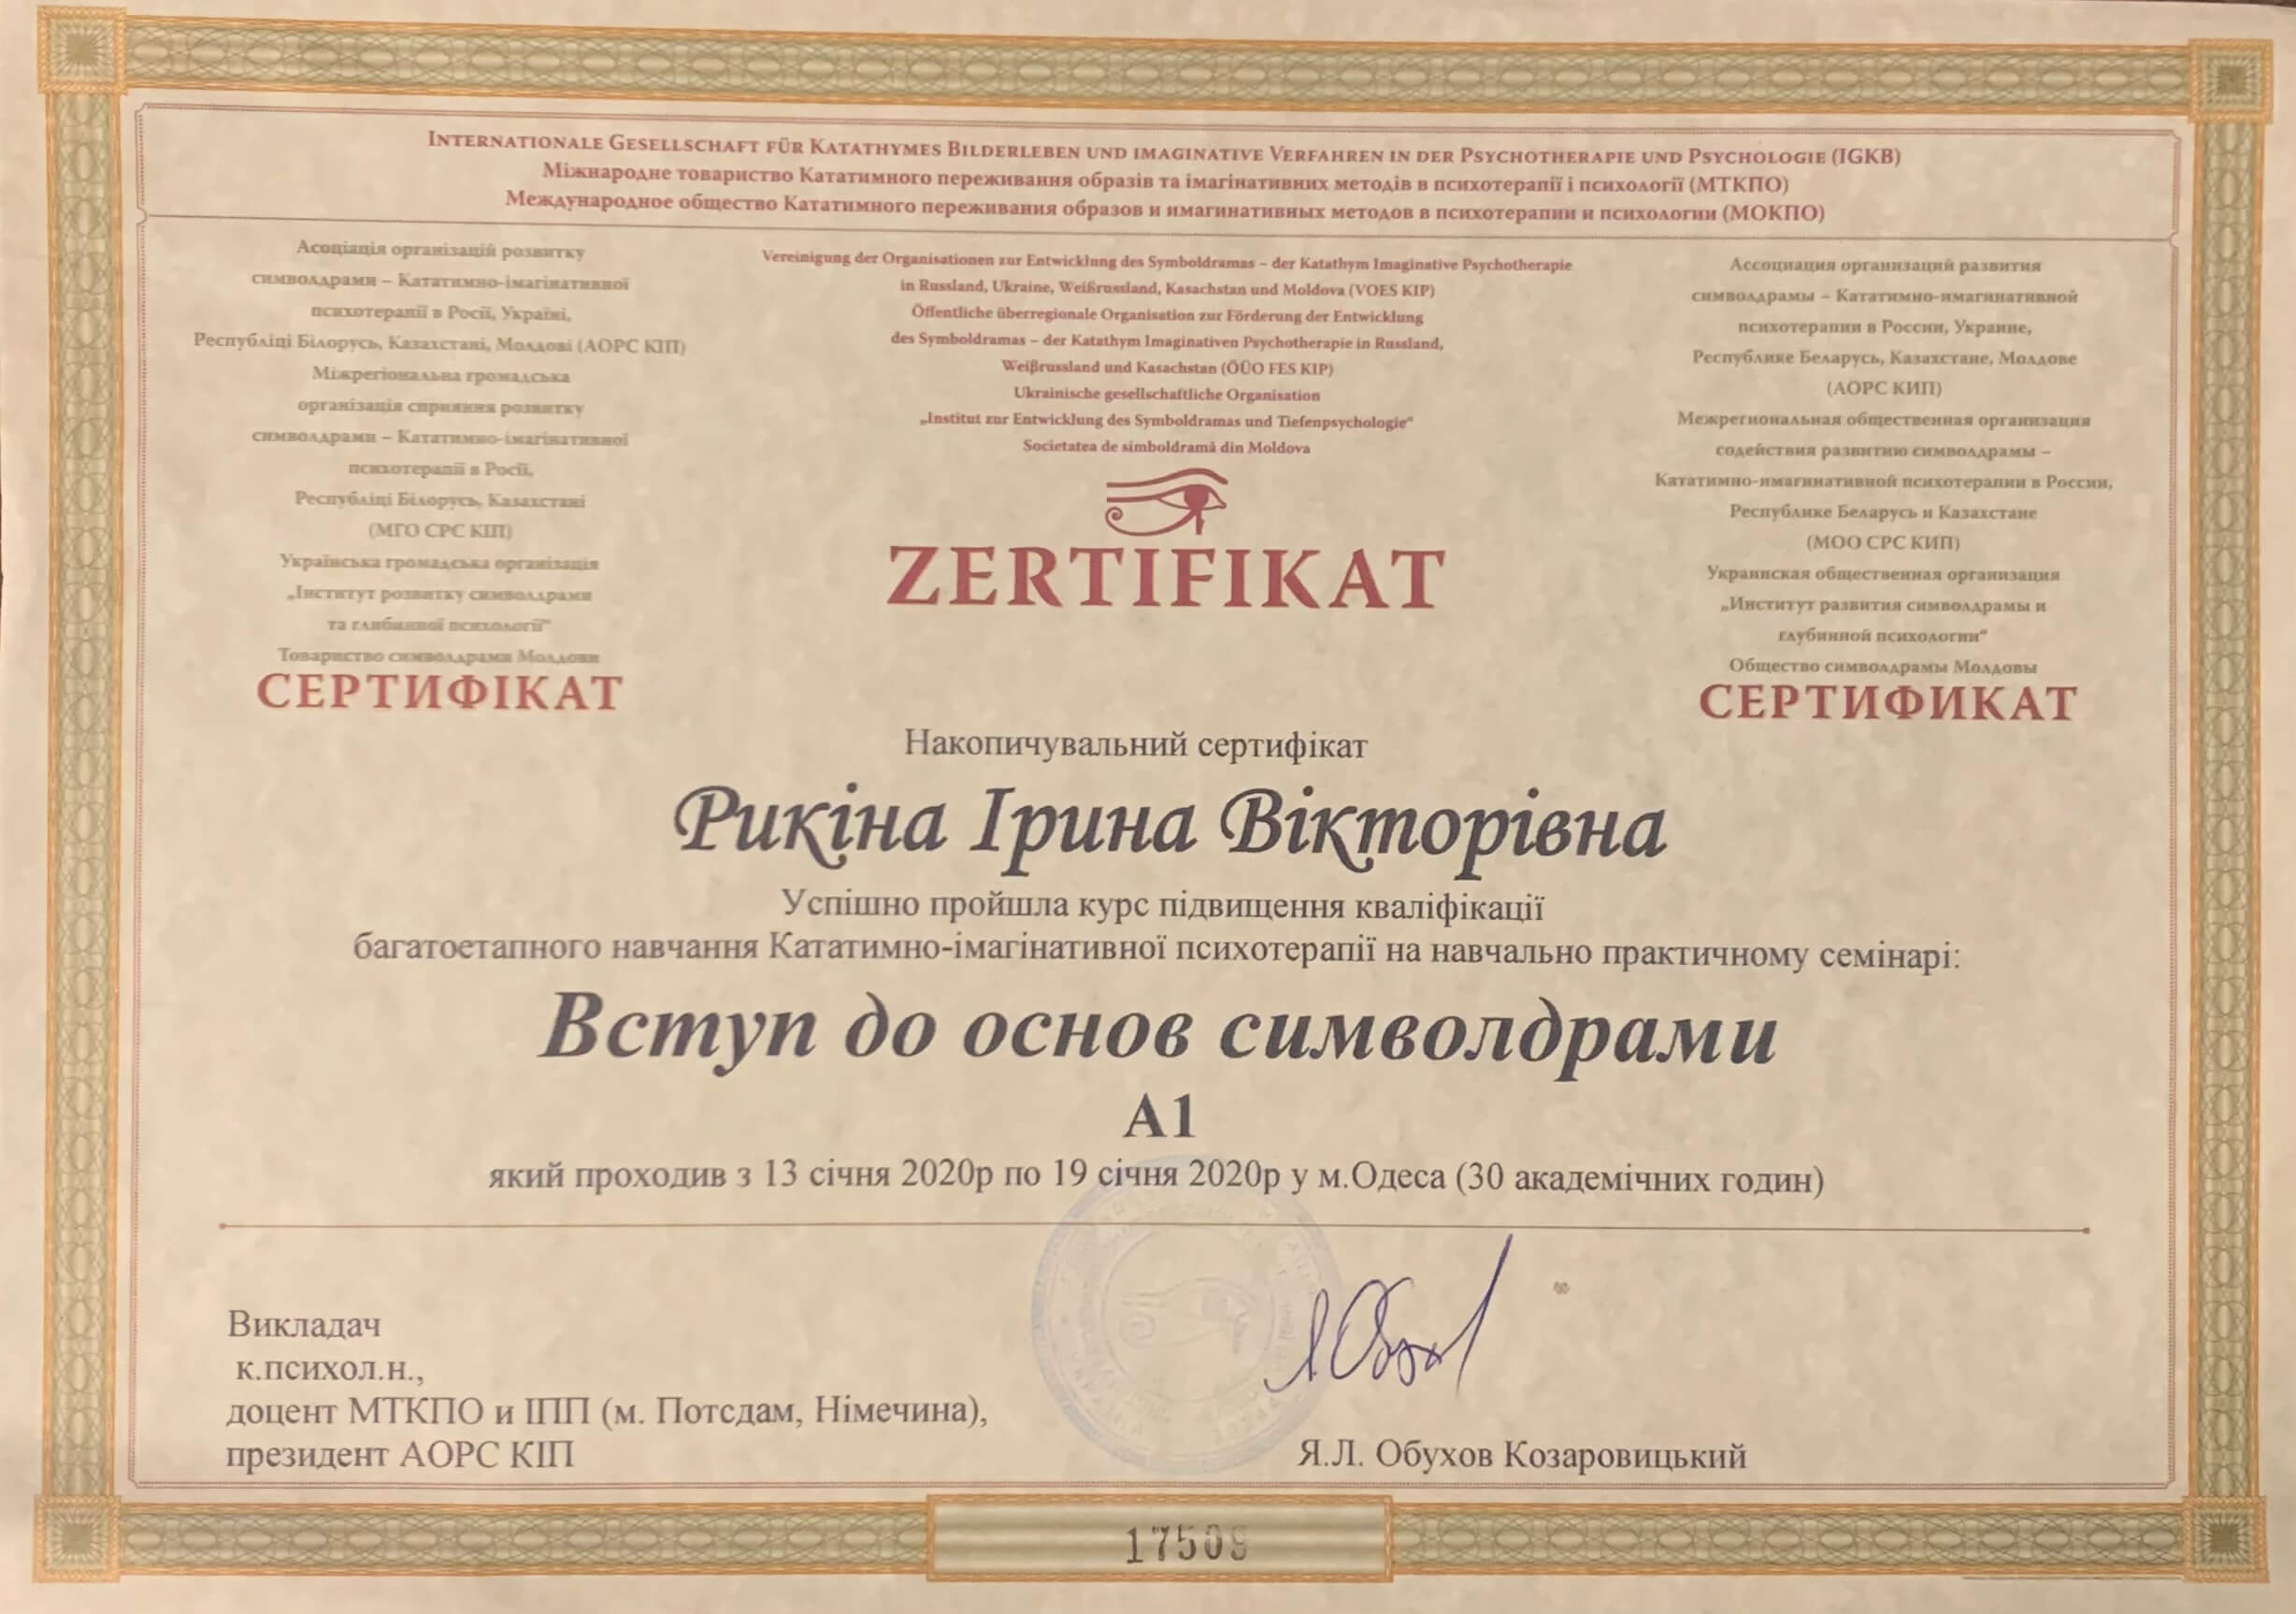 Internationale Gesellschaft für Katathymes Bilderleben und imaginative Verfahren in der Psychotherapie und Psychologie (IGKB)
Міжнародне товариство Кататимного переживання образів та імагінативних методів в психотерапії і психології (МТКПО)
Международное общество Кататимного переживания образов и имагинативных методов в психотерапии и психологии (МОКПО)
Асоціація організацій розвитку
символдрами – Кататимно-імагінативної
психотерапії в Росії, Україні,
Республіці Білорусь, Казахстані, Молдові (АОРС КІП)
Міжрегіональна громадська
організація сприяння розвитку
символдрами – Кататимно-імагінативної
психотерапії в Росії,
Республіці Білорусь, Казахстані
(МГО СРС КІП)
Українська громадська організація
„Інститут розвитку символдрами
та глибинної психології“
Товариство символдрами Молдови
СЕРТИФІКАТ
Vereinigung der Organisationen zur Entwicklung des Symboldramas – der Katathym Imaginative Psychotherapie
in Russland, Ukraine, Weißrussland, Kasachstan und Moldova (VOES KIP)
Öffentliche überregionale Organisation zur Förderung der Entwicklung
des Symboldramas – der Katathym Imaginativen Psychotherapie in Russland,
Weißrussland und Kasachstan (ÖÜO FES KIP)
Ukrainische gesellschaftliche Organisation
„Institut zur Entwicklung des Symboldramas und Tiefenpsychologie“
Societatea de simboldramă din Moldova
ZERTIFIKAT
Ассоциация организаций развития
символдрамы – Кататимно-имагинативной
психотерапии в России, Украине,
Республике Беларусь, Казахстане, Молдове
(АОРС КИП)
Межрегиональная общественная организация
содействия развитию символдрамы –
Кататимно-имагинативной психотерапии в России,
Республике Беларусь и Казахстане
(МОО СРС КИП)
Украинская общественная организация
„Институт развития символдрамы и
глубинной психологии“
Общество символдрамы Молдовы
СЕРТИФИКАТ
Накопичувальний сертифікат
Рикіна Ірина Вікторівна
Успішно пройшла курс підвищення кваліфікації
багатоетапного навчання Кататимно-імагінативної психотерапії на навчально практичному семінарі:
Вступ до основ символдрами
А1
який проходив з 13 січня 2020р по 19 січня 2020р у м.Одеса (30 академічних годин)
Викладач
к.психол.н.,
доцент МТКПО и ІПП (м. Потсдам, Німечина),
президент АОРС КІП
Я.Л. Обухов Козаровицький
17509